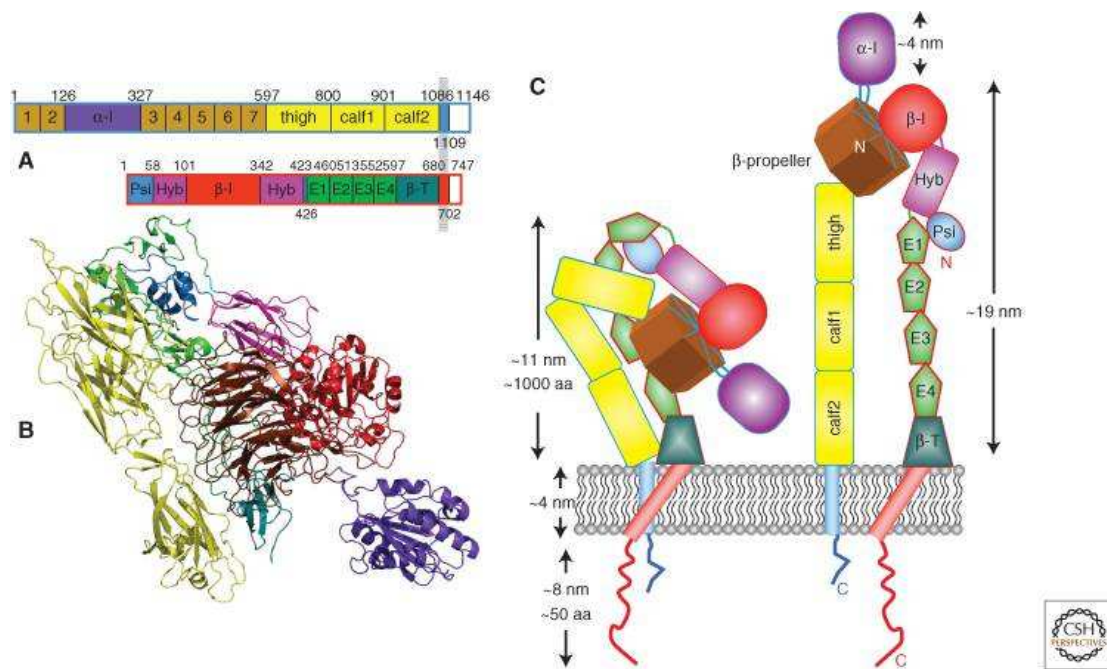 1 126 327 597 800 901 1086 1146
1 2 α-I 3 4 5 6 7 thigh calf1 calf2
1109
A
1 58 101 342 423 460 513 552 597 680 747
Psi Hyb β-I Hyb E1 E2 E3 E4 β-T
426 702
B
C
α-I
~4 nm
β-I
N
β-propeller
Hyb
Psi
N
thigh
E1
E2
calf1
E3
~19 nm
E4
calf2
β-T
~11 nm
~1000 aa
~4 nm
~8 nm
~50 aa
C
C
CSH
PERSPECTIVES